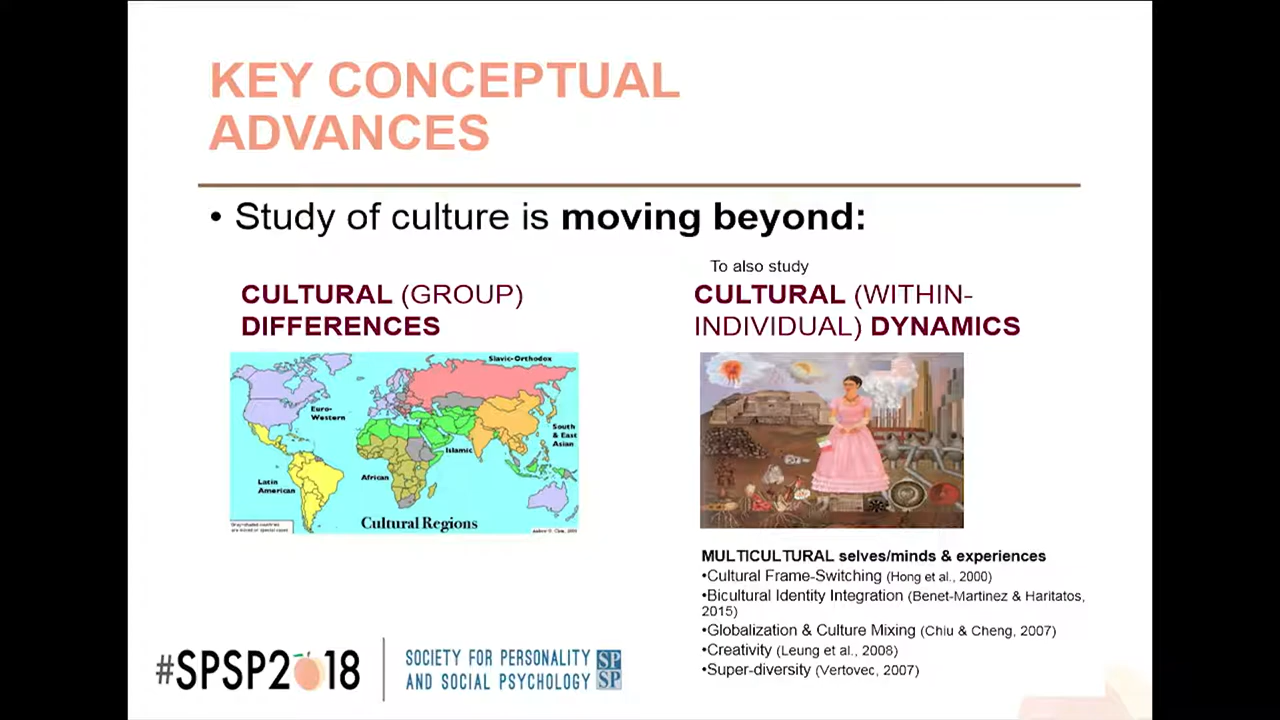 KEY CONCEPTUAL
ADVANCES
• Study of culture is moving beyond:
CULTURAL (GROUP)
DIFFERENCES
Slavic-Orthodox
Euro-
Western
South
& East
Asian
Islamic
African
Latin
American
Cultural Regions
To also study
CULTURAL (WITHIN-
INDIVIDUAL) DYNAMICS
MULTICULTURAL selves/minds & experiences
•Cultural Frame-Switching (Hong et al., 2000)
•Bicultural Identity Integration (Benet-Martinez & Haritatos,
2015)
•Globalization & Culture Mixing (Chiu & Cheng, 2007)
•Creativity (Leung et al., 2008)
•Super-diversity (Vertovec, 2007)
#SPSP2018
SOCIETY FOR PERSONALITY
AND SOCIAL PSYCHOLOGY
SP
SP